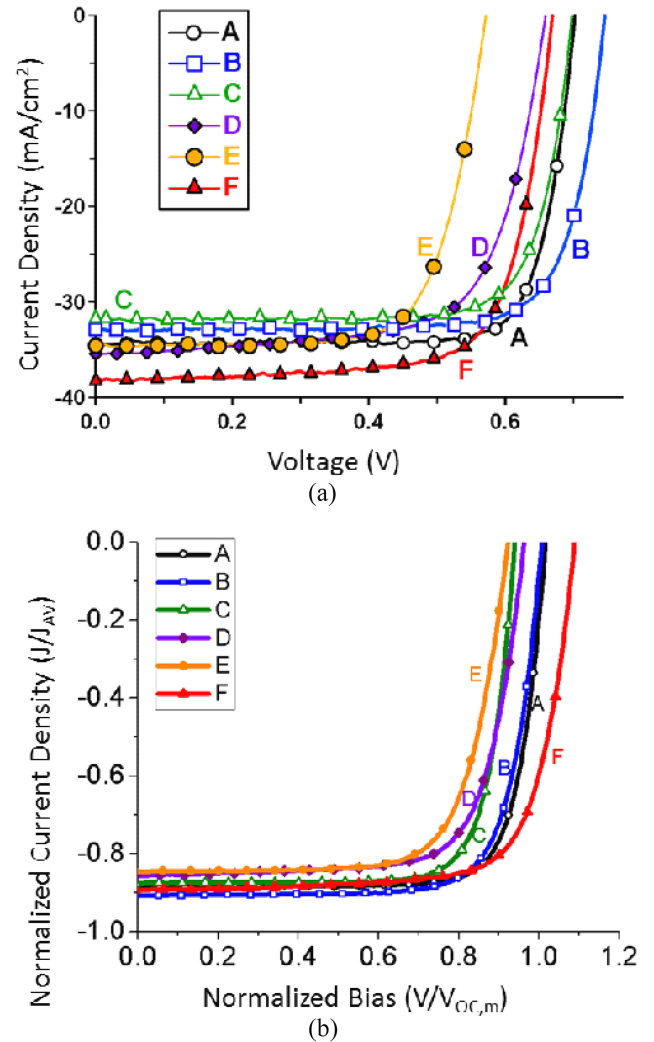 0
-10
-20
-30
-40
Current Density (mA/cm²)
A
B
C
D
E
F
E
D
B
C
A
F
0.0 0.2 0.4 0.6
Voltage (V)
(a)
0.0
-0.2
-0.4
-0.6
-0.8
-1.0
Normalized Current Density (J/J_AV)
A
B
C
D
E
F
E
A
B
F
D
C
0.0 0.2 0.4 0.6 0.8 1.0 1.2
Normalized Bias (V/V_OC,m)
(b)